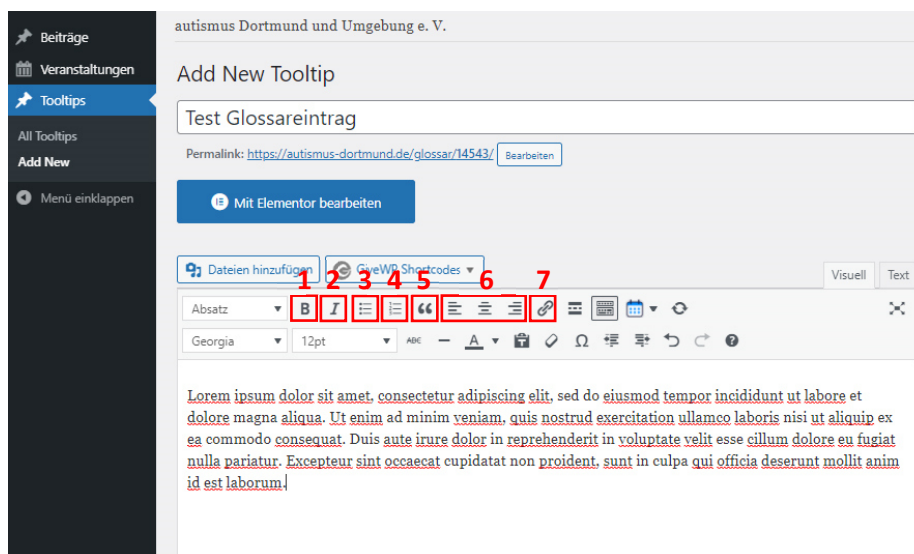 autismus Dortmund und Umgebung e. V.
Beiträge
Veranstaltungen
Tooltips
All Tooltips
Add New
Menü einklappen
Add New Tooltip
Test Glossareintrag
Permalink: https://autismus-dortmund.de/glossar/14543/ Bearbeiten
Mit Elementor bearbeiten
Dateien hinzufügen GiveWP Shortcodes
Visuell Text
1 2 3 4 5 6 7
Absatz B I
Georgia 12pt ABC A Ω
Lorem ipsum dolor sit amet, consectetur adipiscing elit, sed do eiusmod tempor incididunt ut labore et
dolore magna aliqua. Ut enim ad minim veniam, quis nostrud exercitation ullamco laboris nisi ut aliquip ex
ea commodo consequat. Duis aute irure dolor in reprehenderit in voluptate velit esse cillum dolore eu fugiat
nulla pariatur. Excepteur sint occaecat cupidatat non proident, sunt in culpa qui officia deserunt mollit anim
id est laborum.